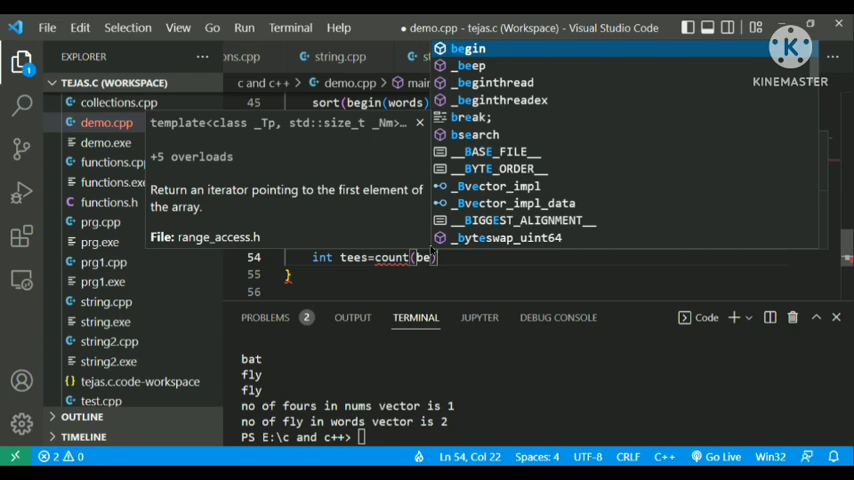 File Edit Selection View Go Run Terminal Help ● demo.cpp - tejas.c (Workspace) - Visual Studio Code
EXPLORER ...
TEJAS.C (WORKSPACE)
collections.cpp
demo.cpp
demo.exe
functions.cpp
functions.exe
functions.h
prg.cpp
prg.exe
prg1.cpp
prg1.exe
string.cpp
string.exe
string2.cpp
string2.exe
tejas.c.code-workspace
test.cpp
OUTLINE
TIMELINE
ons.cpp string.cpp st
c and c++ > demo.cpp > main
45 sort(begin(words)
template<class _Tp, std::size_t _Nm>…
+5 overloads
Return an iterator pointing to the first element of
the array.
File: range_access.h
begin
_beep
_beginthread
_beginthreadex
break;
bsearch
__BASE_FILE__
__BYTE_ORDER__
_Bvector_impl
_Bvector_impl_data
__BIGGEST_ALIGNMENT__
_byteswap_uint64
KINEMASTER
54 int tees=count(be)
55 }
56
PROBLEMS 2 OUTPUT TERMINAL JUPYTER DEBUG CONSOLE Code
bat
fly
fly
no of fours in nums vector is 1
no of fly in words vector is 2
PS E:\c and c++>
2 0 Ln 54, Col 22 Spaces: 4 UTF-8 CRLF C++ Go Live Win32